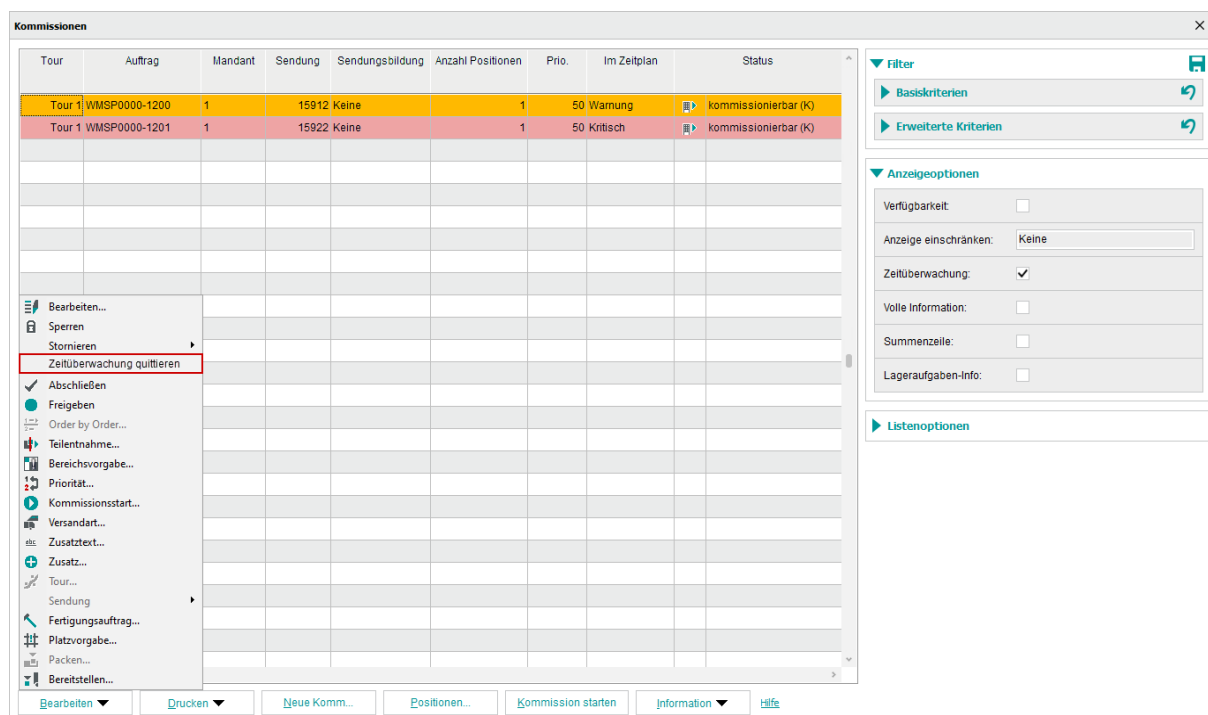 Kommissionen
Tour Auftrag Mandant Sendung Sendungsbildung Anzahl Positionen Prio. Im Zeitplan Status
Tour 1 WMSP0000-1200 1 15912 Keine 1 50 Warnung kommissionierbar (K)
Tour 1 WMSP0000-1201 1 15922 Keine 1 50 Kritisch kommissionierbar (K)
Bearbeiten...
Sperren
Stornieren
Zeitüberwachung quittieren
Abschließen
Freigeben
Order by Order...
Teilentnahme...
Bereichsvorgabe...
Priorität...
Kommissionsstart...
Versandart...
abc Zusatztext...
Zusatz...
Tour...
Sendung
Fertigungsauftrag...
Platzvorgabe...
Packen...
Bereitstellen...
Bearbeiten Drucken Neue Komm... Positionen... Kommission starten Information Hilfe
Filter
Basiskriterien
Erweiterte Kriterien
Anzeigeoptionen
Verfügbarkeit:
Anzeige einschränken: Keine
Zeitüberwachung:
Volle Information:
Summenzeile:
Lageraufgaben-Info:
Listenoptionen